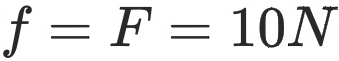 f = F = 10N